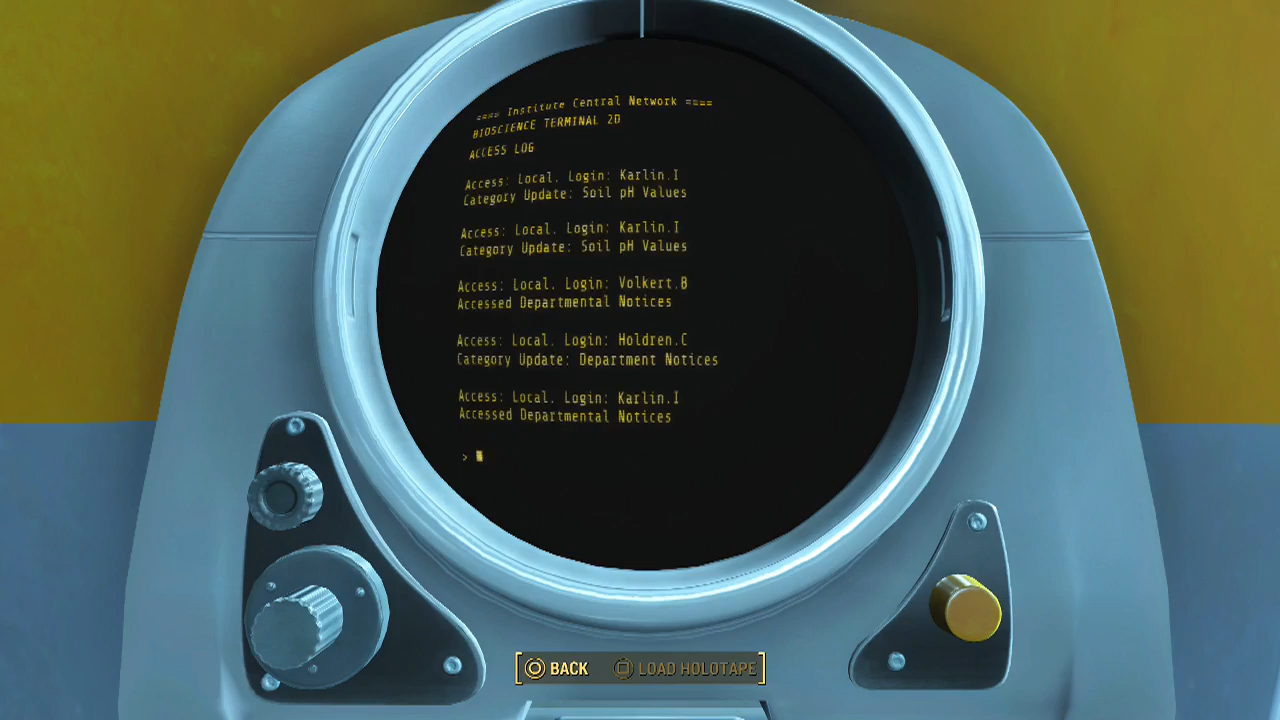 ==== Institute Central Network ====
BIOSCIENCE TERMINAL 2D
ACCESS LOG
Access: Local. Login: Karlin.I
Category Update: Soil pH Values
Access: Local. Login: Karlin.I
Category Update: Soil pH Values
Access: Local. Login: Volkert.B
Accessed Departmental Notices
Access: Local. Login: Holdren.C
Category Update: Department Notices
Access: Local. Login: Karlin.I
Accessed Departmental Notices
>
BACK LOAD HOLOTAPE